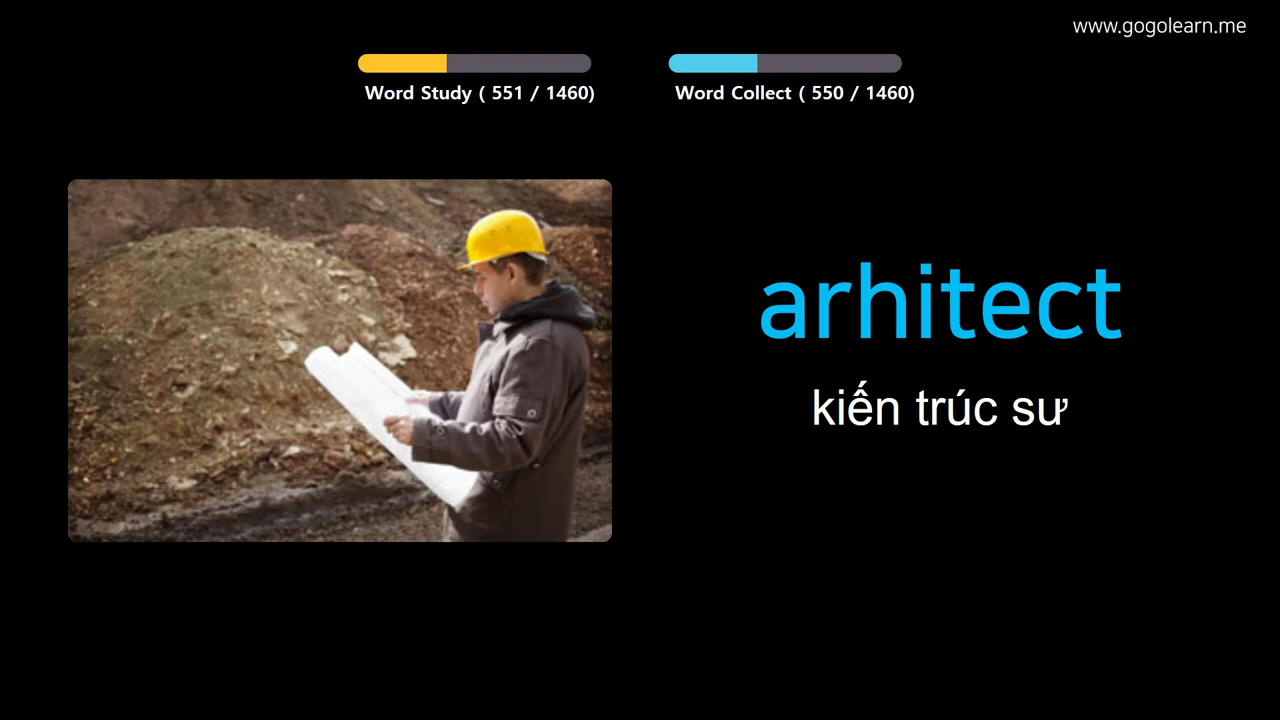 www.gogolearn.me
Word Study ( 551 / 1460)
Word Collect ( 550 / 1460)
arhitect
kiến trúc sư